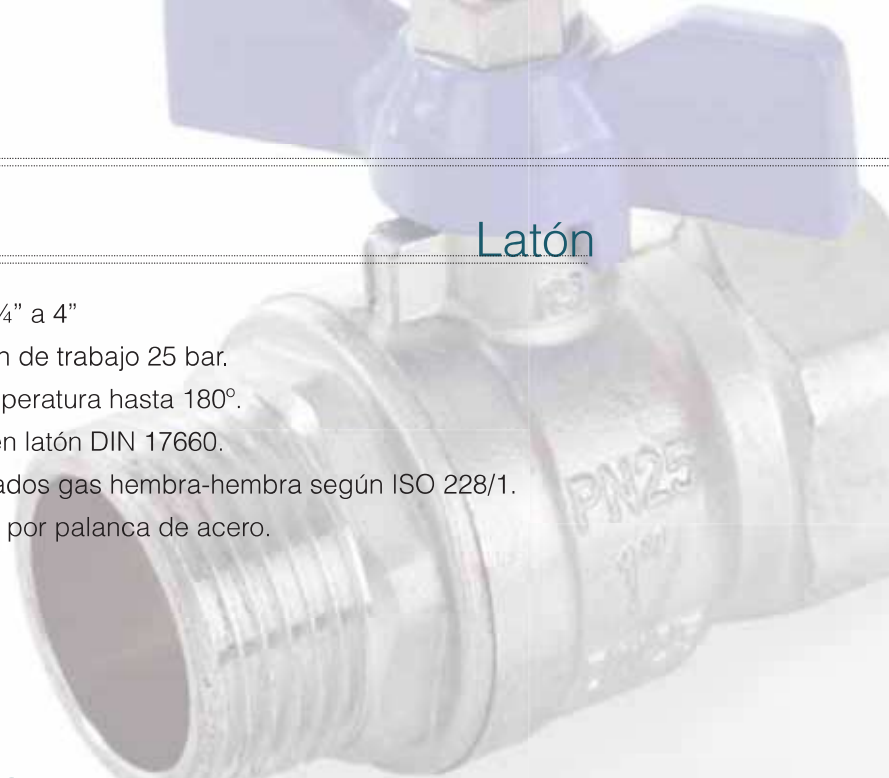 Latón
¼” a 4”
n de trabajo 25 bar.
peratura hasta 180º.
en latón DIN 17660.
ados gas hembra-hembra según ISO 228/1.
por palanca de acero.
PN25
1"